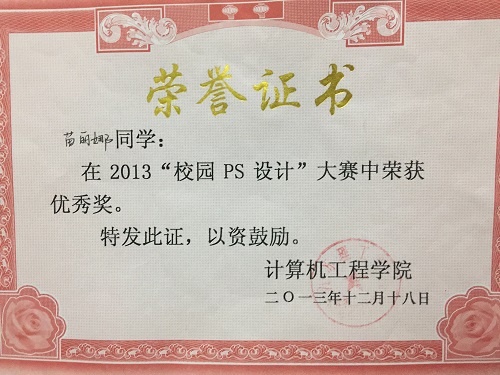 荣誉证书
苗丽娜同学：
在 2013“校园 PS 设计”大赛中荣获
优秀奖。
特发此证，以资鼓励。
计算机工程学院
二〇一三年十二月十八日